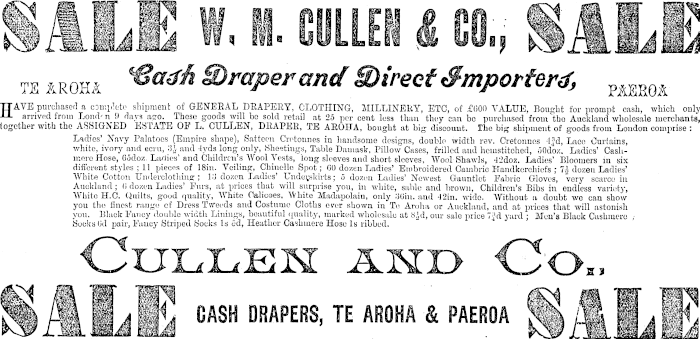 SALE W. M. CULLEN & CO., SALE
Cash Draper and Direct Importers,
TE AROHA PAEROA
HAVE purchased a complete shipment of GENERAL DRAPERY, CLOTHING, MILLINERY, ETC, of £600 VALUE, Bought for prompt cash, which only
arrived from London 9 days ago. These goods will be sold retail at 25 per cent less than they can be purchased from the Auckland wholesale merchants,
together with the ASSIGNED ESTATE OF L. CULLEN, DRAPER, TE AROHA, bought at big discount. The big shipment of goods from London comprise:
Ladies' Navy Paletoes (Empire shape), Satteen Cretonnes in handsome designs, double width rev. Cretonnes 4¾d, Lace Curtains,
white, ivory and ecru, 3½ and 4yds long only, Sheetings, Table Damask, Pillow Cases, frilled and hemstitched, 50doz. Ladies' Cash-
mere Hose, 65doz. Ladies' and Children's Wool Vests, long sleeves and short sleeves. Wool Shawls, 42doz. Ladies' Bloomers in six
different styles; 11 pieces of 18in. Veiling, Chinelle Spot; 60 dozen Ladies' Embroidered Cambric Handkerchiefs; 7½ dozen Ladies'
White Cotton Underclothing; 13 dozen Ladies' Underskirts; 5 dozen Ladies' Newest Gauntlet Fabric Gloves, very scarce in
Auckland; 6 dozen Ladies' Furs, at prices that will surprise you, in white, sable and brown, Children's Bibs in endless variety,
White H.C. Quilts, good quality, White Calicoes, White Madapolain, only 36in. and 42in. wide. Without a doubt we can show
you the finest range of Dress Tweeds and Costume Cloths ever shown in Te Aroha or Auckland, and at prices that will astonish
you. Black Fancy double width Linings, beautiful quality, marked wholesale at 8½d, our sale price 7¾d yard; Men's Black Cashmere
Socks 6d pair, Fancy Striped Socks 1s 6d, Heather Cashmere Hose 1s ribbed.
CULLEN AND Co.,
SALE CASH DRAPERS, TE AROHA & PAEROA SALE